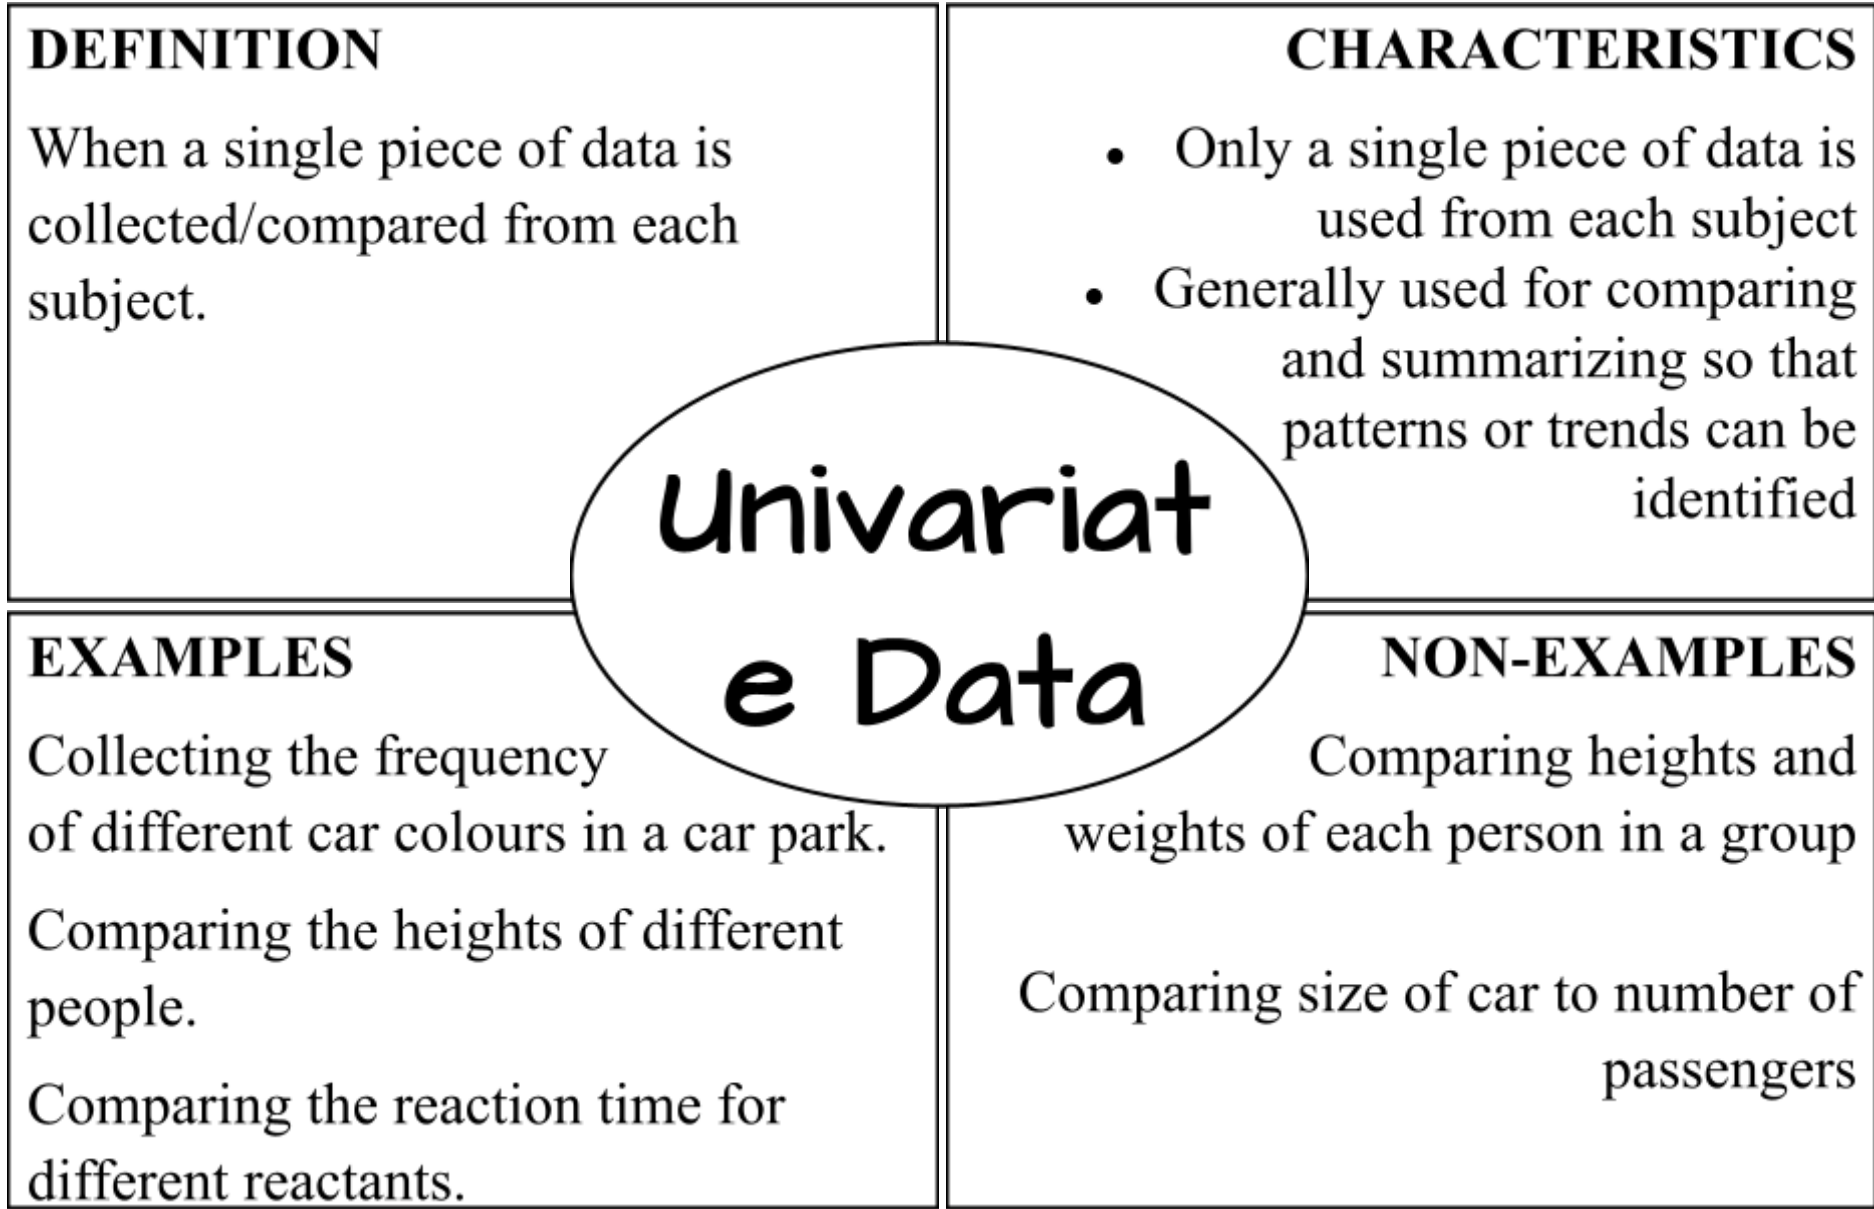 DEFINITION
When a single piece of data is
collected/compared from each
subject.
CHARACTERISTICS
• Only a single piece of data is
used from each subject
• Generally used for comparing
and summarizing so that
patterns or trends can be
identified
Univariat
e Data
EXAMPLES
Collecting the frequency
of different car colours in a car park.
Comparing the heights of different
people.
Comparing the reaction time for
different reactants.
NON-EXAMPLES
Comparing heights and
weights of each person in a group
Comparing size of car to number of
passengers